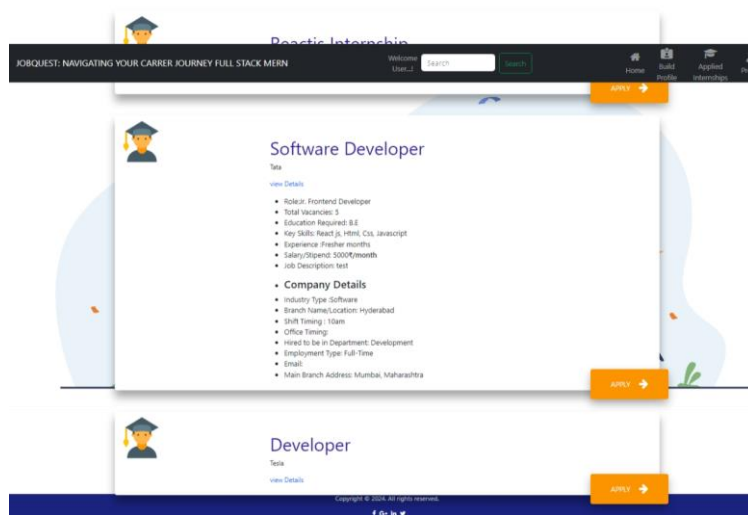 Reactjs Internship
JOBQUEST: NAVIGATING YOUR CARRER JOURNEY FULL STACK MERN
Welcome
User...!
Search
Search
Home
Build
Profile
Applied
Internships
APPLY
Software Developer
Tata
view Details
Role:Jr. Frontend Developer
Total Vacancies: 5
Education Required: B.E
Key Skills: React js, Html, Css, Javascript
Experience :Fresher months
Salary/Stipend: 5000₹/month
Job Description: test
Company Details
Industry Type :Software
Branch Name/Location: Hyderabad
Shift Timing : 10am
Office Timing:
Hired to be in Department: Development
Employment Type: Full-Time
Email:
Main Branch Address: Mumbai, Maharashtra
APPLY
Developer
Tesla
view Details
APPLY
Copyright © 2024. All rights reserved.